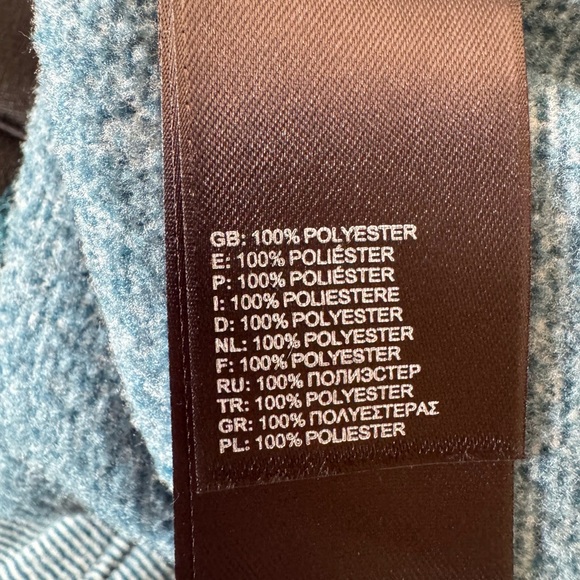 GB: 100% POLYESTER
E: 100% POLIÉSTER
P: 100% POLIÉSTER
I: 100% POLIESTERE
D: 100% POLYESTER
NL: 100% POLYESTER
F: 100% POLYESTER
RU: 100% ПОЛИЭСТЕР
TR: 100% POLYESTER
GR: 100% ΠΟΛΥΕΣΤΕΡΑΣ
PL: 100% POLIESTER